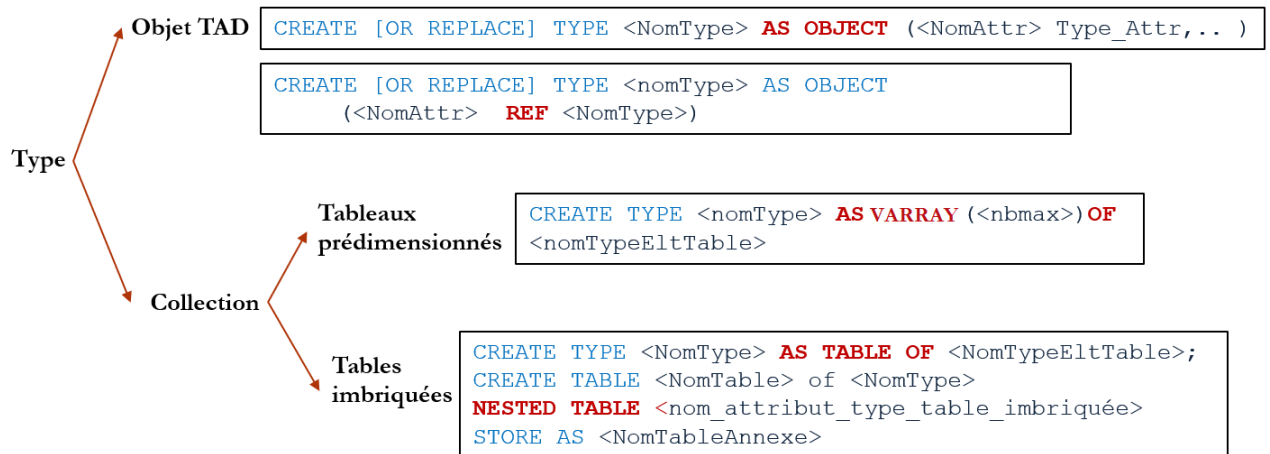 Objet TAD
CREATE [OR REPLACE] TYPE <NomType> AS OBJECT (<NomAttr> Type_Attr,.. )
CREATE [OR REPLACE] TYPE <nomType> AS OBJECT
(<NomAttr> REF <NomType>)
Type
Tableaux
prédimensionnés
CREATE TYPE <nomType> AS VARRAY (<nbmax>)OF
<nomTypeEltTable>
Collection
Tables
imbriquées
CREATE TYPE <NomType> AS TABLE OF <NomTypeEltTable>;
CREATE TABLE <NomTable> of <NomType>
NESTED TABLE <nom_attribut_type_table_imbriquée>
STORE AS <NomTableAnnexe>